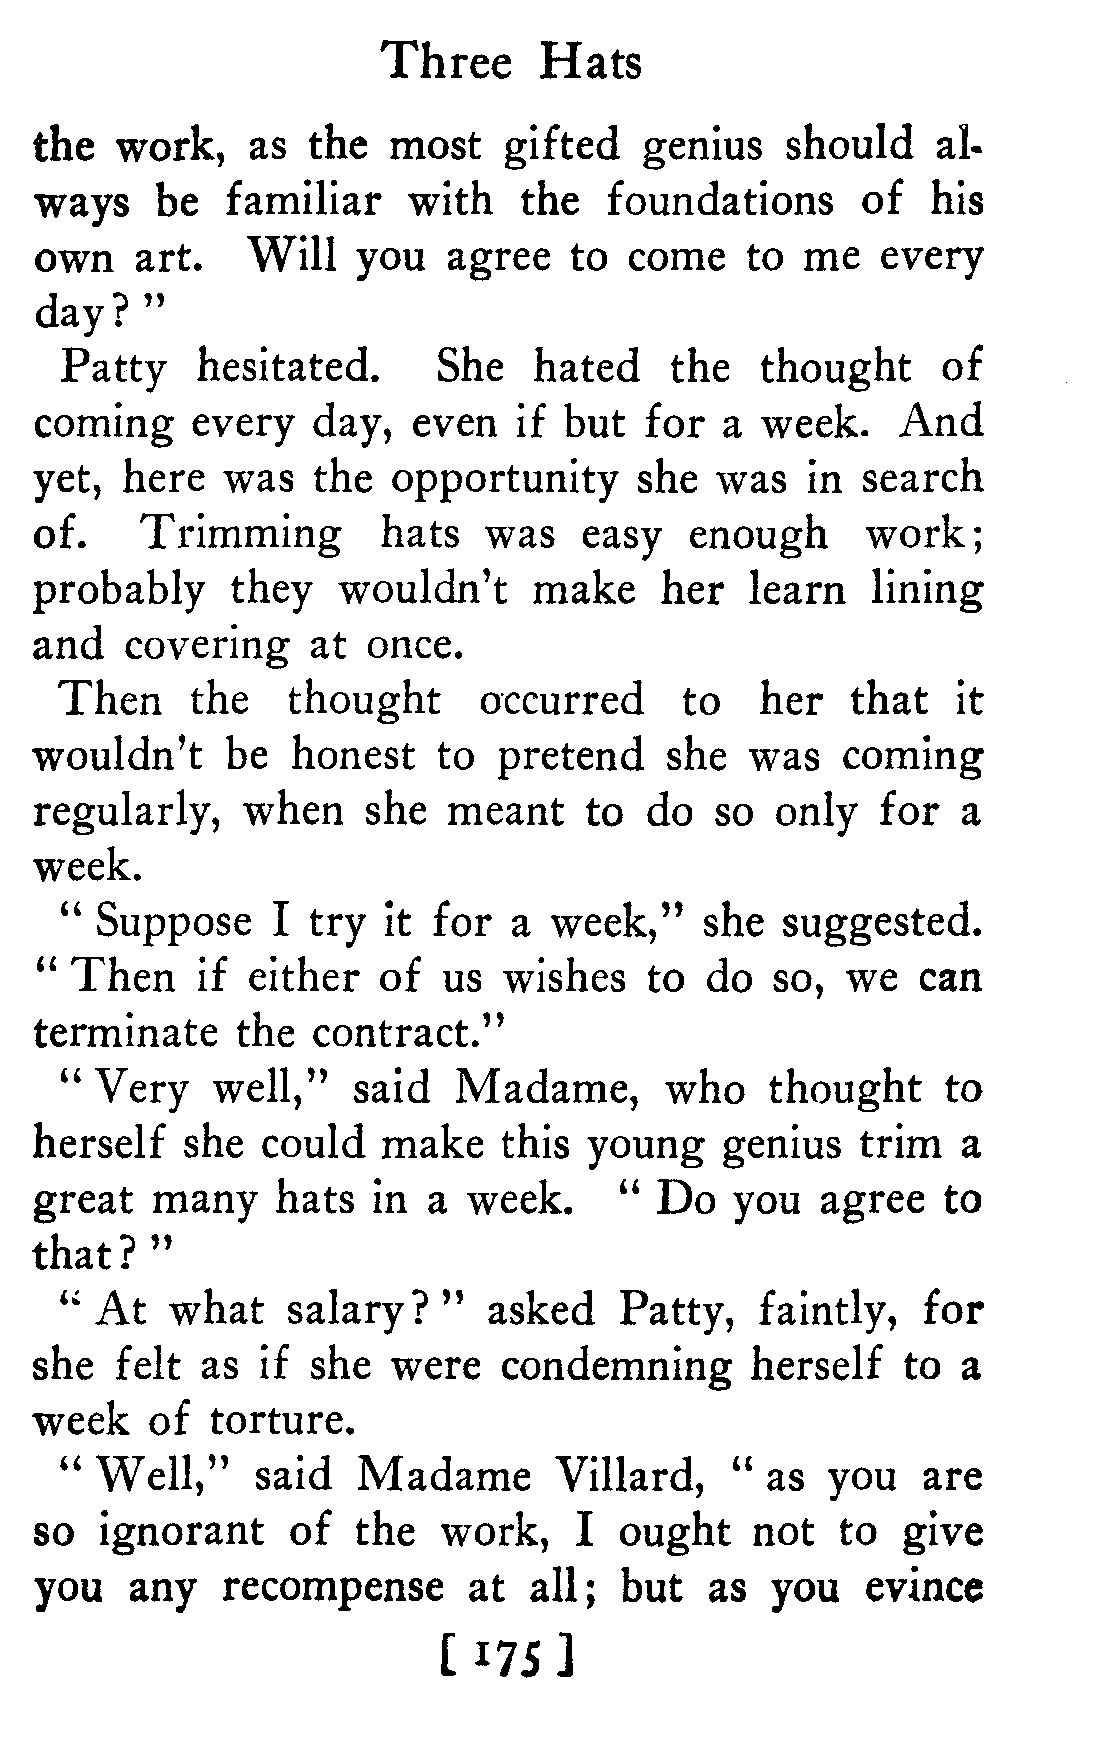 Three Hats
the work, as the most gifted genius should al-
ways be familiar with the foundations of his
own art. Will you agree to come to me every
day? "
Patty hesitated. She hated the thought of
coming every day, even if but for a week. And
yet, here was the opportunity she was in search
of. Trimming hats was easy enough work;
probably they wouldn't make her learn lining
and covering at once.
Then the thought occurred to her that it
wouldn't be honest to pretend she was coming
regularly, when she meant to do so only for a
week.
" Suppose I try it for a week," she suggested.
" Then if either of us wishes to do so, we can
terminate the contract."
" Very well," said Madame, who thought to
herself she could make this young genius trim a
great many hats in a week. " Do you agree to
that? "
" At what salary? " asked Patty, faintly, for
she felt as if she were condemning herself to a
week of torture.
" Well," said Madame Villard, " as you are
so ignorant of the work, I ought not to give
you any recompense at all; but as you evince
[ 175 ]